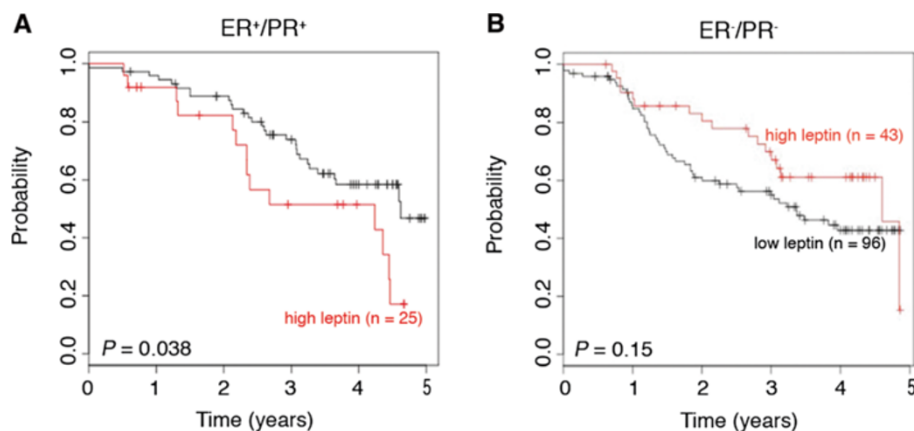 A
ER⁺/PR⁺
1.0
0.8
0.6
0.4
0.2
0.0
Probability
high leptin (n = 25)
P = 0.038
0 1 2 3 4 5
Time (years)
B
ER⁻/PR⁻
1.0
0.8
0.6
0.4
0.2
0.0
Probability
high leptin (n = 43)
low leptin (n = 96)
P = 0.15
0 1 2 3 4 5
Time (years)